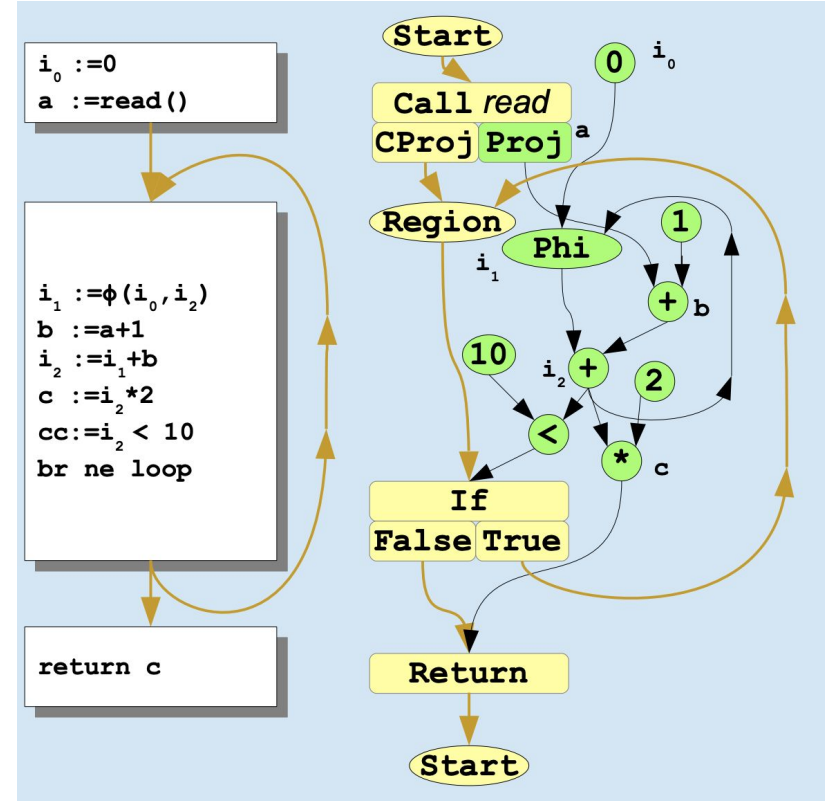 i₀ :=0
a :=read()
i₁ :=ϕ(i₀,i₂)
b :=a+1
i₂ :=i₁+b
c :=i₂*2
cc:=i₂ < 10
br ne loop
return c
Start
0 i₀
Call read
CProj Proj a
Region
Phi
i₁
1
+ b
10
i₂ +
2
<
* c
If
False True
Return
Start